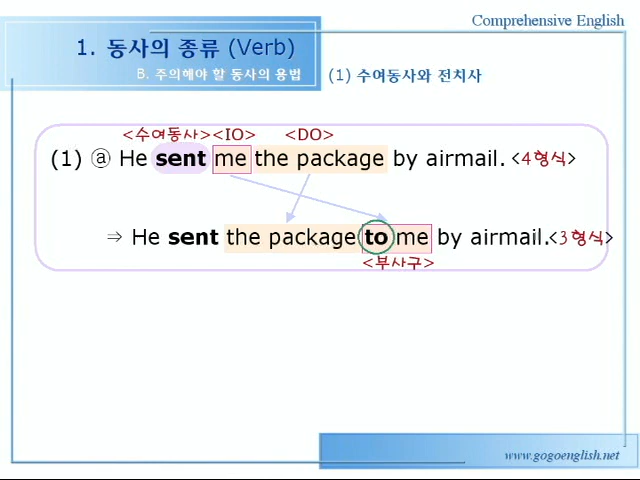 Comprehensive English
1. 동사의 종류 (Verb)
B. 주의해야 할 동사의 용법
(1) 수여동사와 전치사
<수여동사><IO> <DO>
(1) ⓐ He sent me the package by airmail. <4형식>
⇒ He sent the package to me by airmail.<3형식>
<부사구>
www.gogoenglish.net